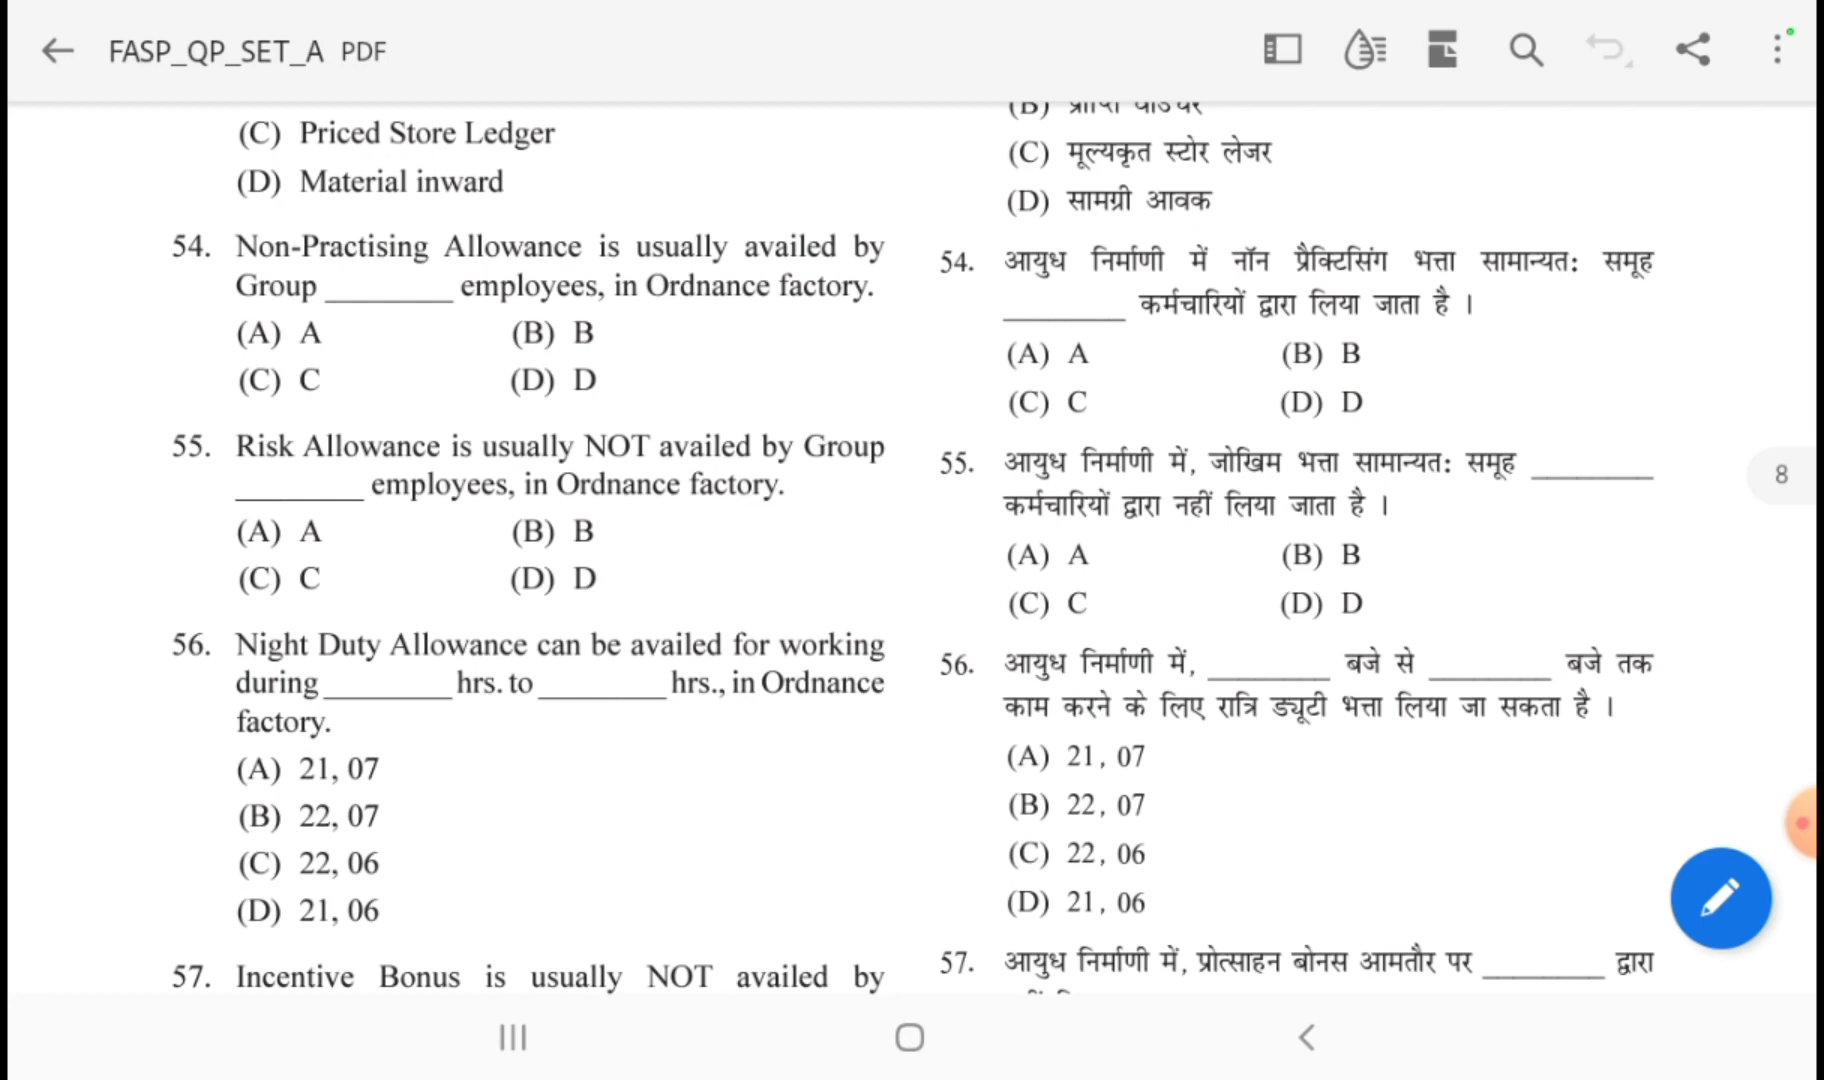 FASP_QP_SET_A PDF
(C) Priced Store Ledger
(D) Material inward
54. Non-Practising Allowance is usually availed by
Group ________ employees, in Ordnance factory.
(A) A (B) B
(C) C (D) D
55. Risk Allowance is usually NOT availed by Group
________ employees, in Ordnance factory.
(A) A (B) B
(C) C (D) D
56. Night Duty Allowance can be availed for working
during ________ hrs. to ________ hrs., in Ordnance
factory.
(A) 21, 07
(B) 22, 07
(C) 22, 06
(D) 21, 06
57. Incentive Bonus is usually NOT availed by
(B) प्राप्ति वाउचर
(C) मूल्यकृत स्टोर लेजर
(D) सामग्री आवक
54. आयुध निर्माणी में नॉन प्रैक्टिसिंग भत्ता सामान्यतः समूह
________ कर्मचारियों द्वारा लिया जाता है ।
(A) A (B) B
(C) C (D) D
55. आयुध निर्माणी में, जोखिम भत्ता सामान्यतः समूह ________
कर्मचारियों द्वारा नहीं लिया जाता है ।
(A) A (B) B
(C) C (D) D
56. आयुध निर्माणी में, ________ बजे से ________ बजे तक
काम करने के लिए रात्रि ड्यूटी भत्ता लिया जा सकता है ।
(A) 21, 07
(B) 22, 07
(C) 22, 06
(D) 21, 06
57. आयुध निर्माणी में, प्रोत्साहन बोनस आमतौर पर ________ द्वारा
8